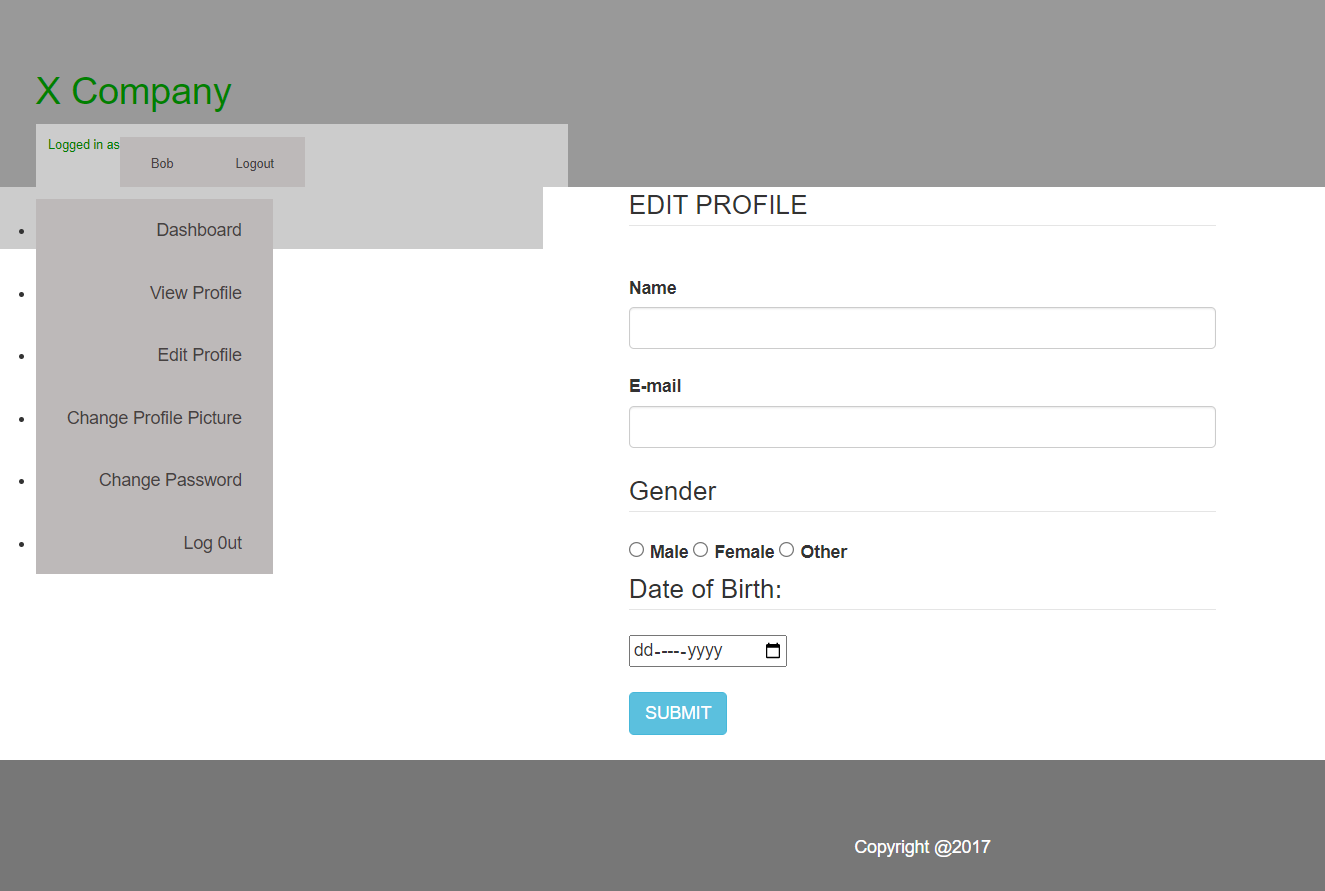 X Company
Logged in as Bob Logout
Dashboard
View Profile
Edit Profile
Change Profile Picture
Change Password
Log 0ut
EDIT PROFILE
Name
E-mail
Gender
Male Female Other
Date of Birth:
dd-----yyyy
SUBMIT
Copyright @2017